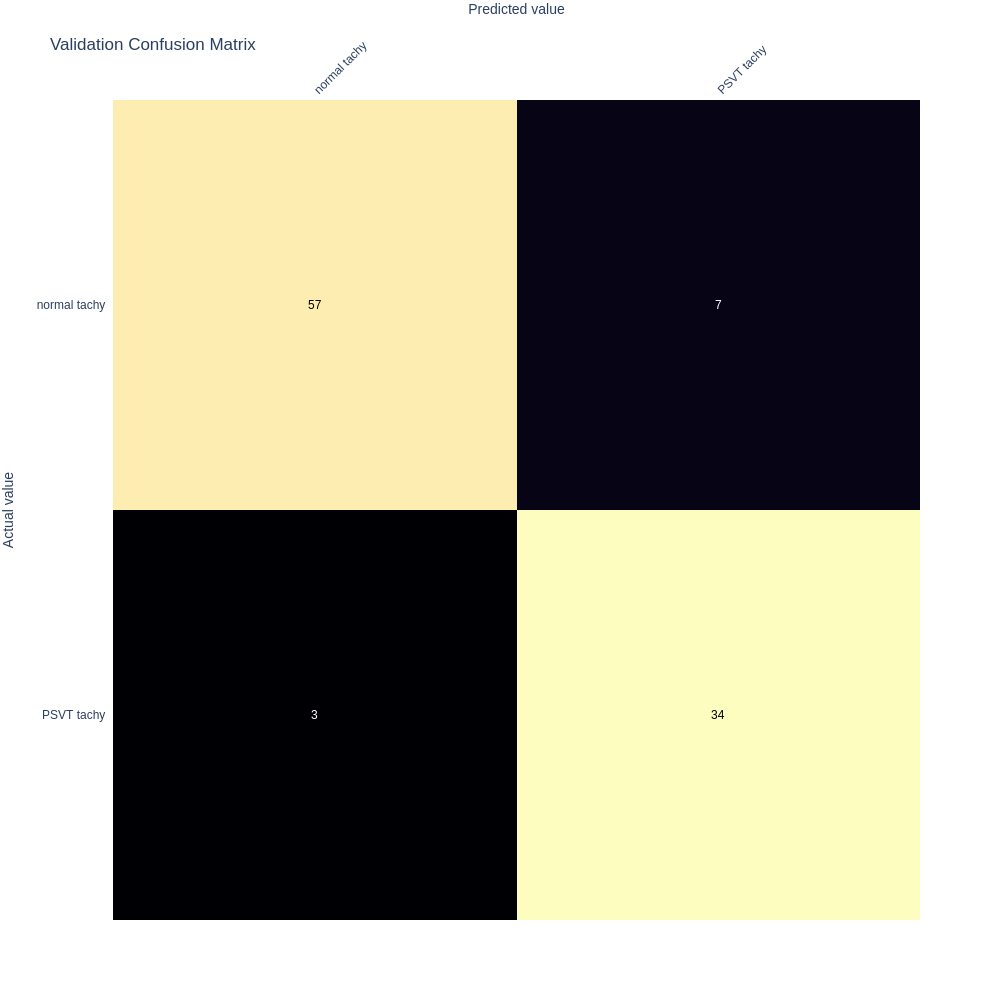 Predicted value
Validation Confusion Matrix
normal tachy
PSVT tachy
normal tachy
57
7
Actual value
PSVT tachy
3
34